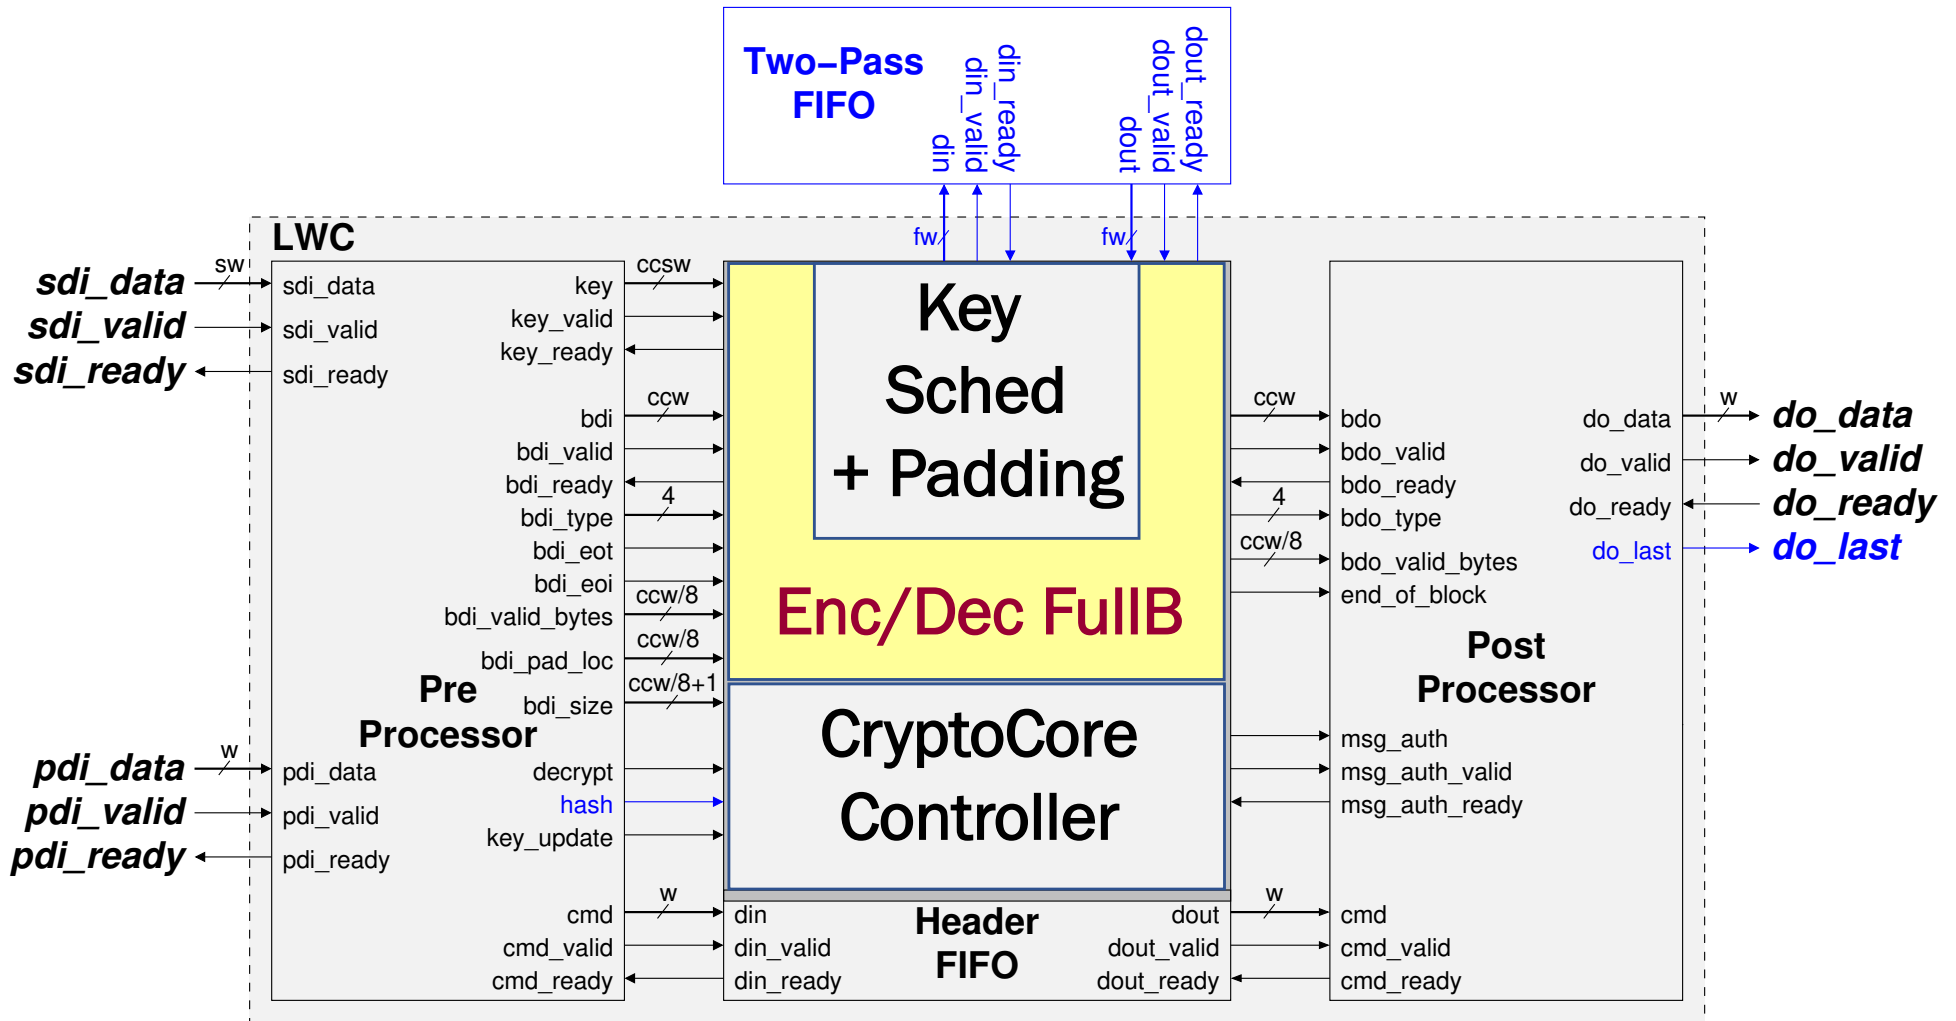 Two–Pass
FIFO
din
din_valid
din_ready
dout
dout_valid
dout_ready
fw
fw
LWC
sdi_data
sdi_valid
sdi_ready
pdi_data
pdi_valid
pdi_ready
sw
w
sdi_data
sdi_valid
sdi_ready
pdi_data
pdi_valid
pdi_ready
Pre
Processor
key
key_valid
key_ready
bdi
bdi_valid
bdi_ready
bdi_type
bdi_eot
bdi_eoi
bdi_valid_bytes
bdi_pad_loc
bdi_size
decrypt
hash
key_update
cmd
cmd_valid
cmd_ready
ccsw
ccw
4
ccw/8
ccw/8
ccw/8+1
w
Key
Sched
+ Padding
Enc/Dec FullB
CryptoCore
Controller
din
din_valid
din_ready
Header
FIFO
dout
dout_valid
dout_ready
ccw
4
ccw/8
w
bdo
bdo_valid
bdo_ready
bdo_type
bdo_valid_bytes
end_of_block
Post
Processor
msg_auth
msg_auth_valid
msg_auth_ready
cmd
cmd_valid
cmd_ready
do_data
do_valid
do_ready
do_last
w
do_data
do_valid
do_ready
do_last